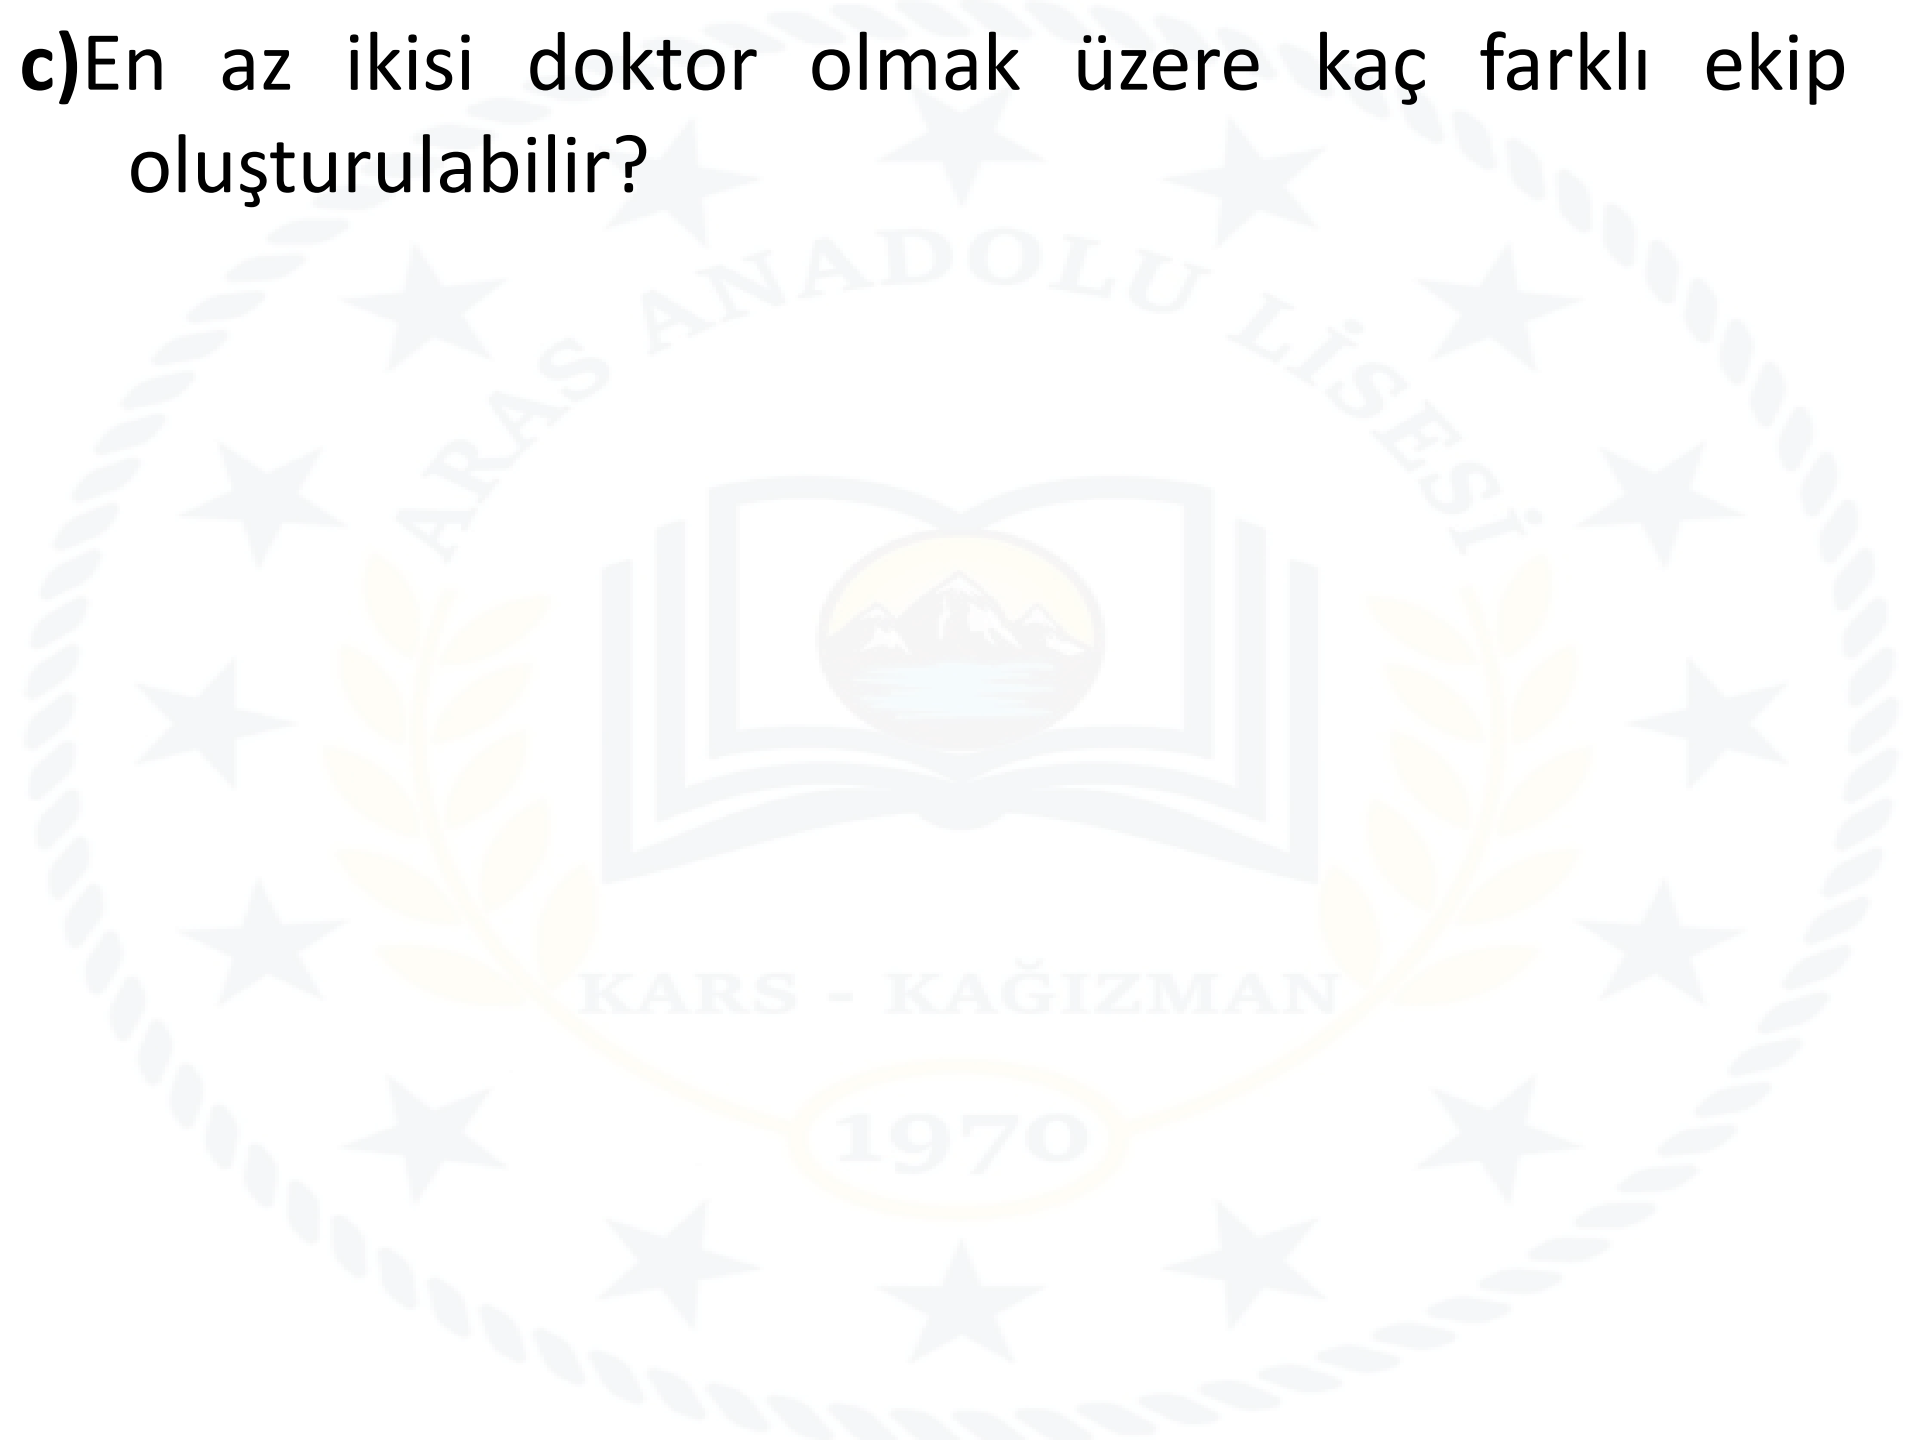 c)En az ikisi doktor olmak üzere kaç farklı ekip
oluşturulabilir?
ARAS ANADOLU LİSESİ
KARS - KAĞIZMAN
1970